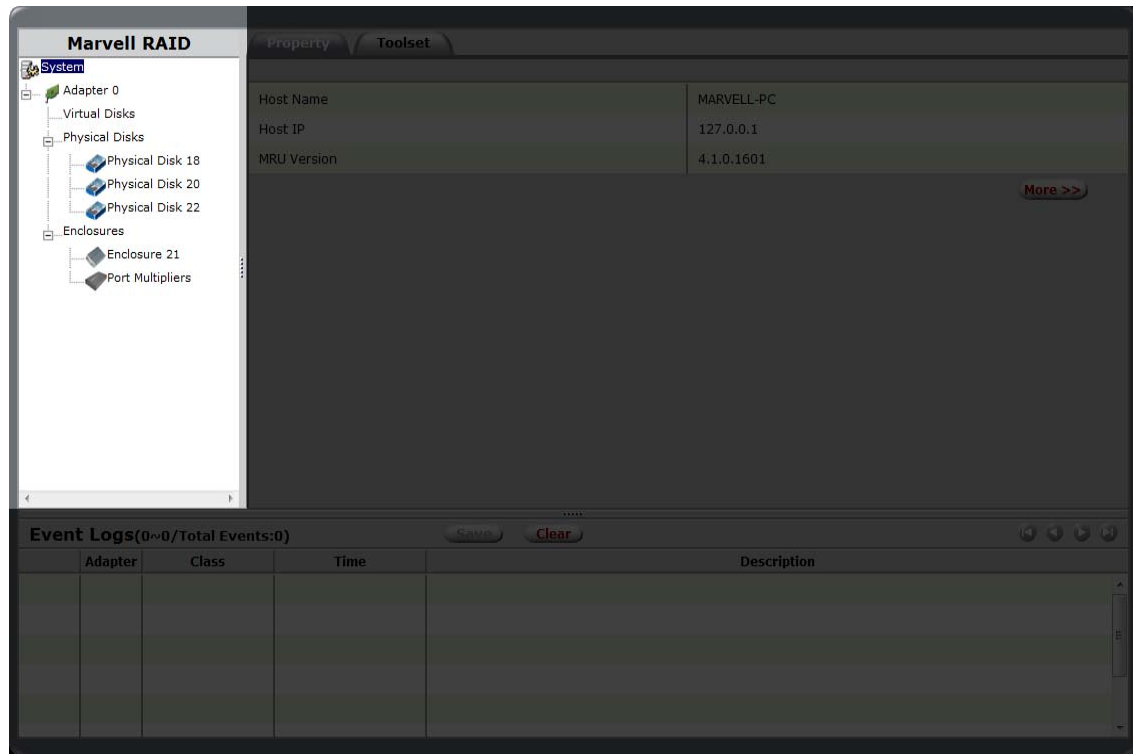 Marvell RAID
Property Toolset
System
Adapter 0
Virtual Disks
Physical Disks
Physical Disk 18
Physical Disk 20
Physical Disk 22
Enclosures
Enclosure 21
Port Multipliers
Host Name MARVELL-PC
Host IP 127.0.0.1
MRU Version 4.1.0.1601
More >>
Event Logs(0~0/Total Events:0) Save Clear
Adapter Class Time Description